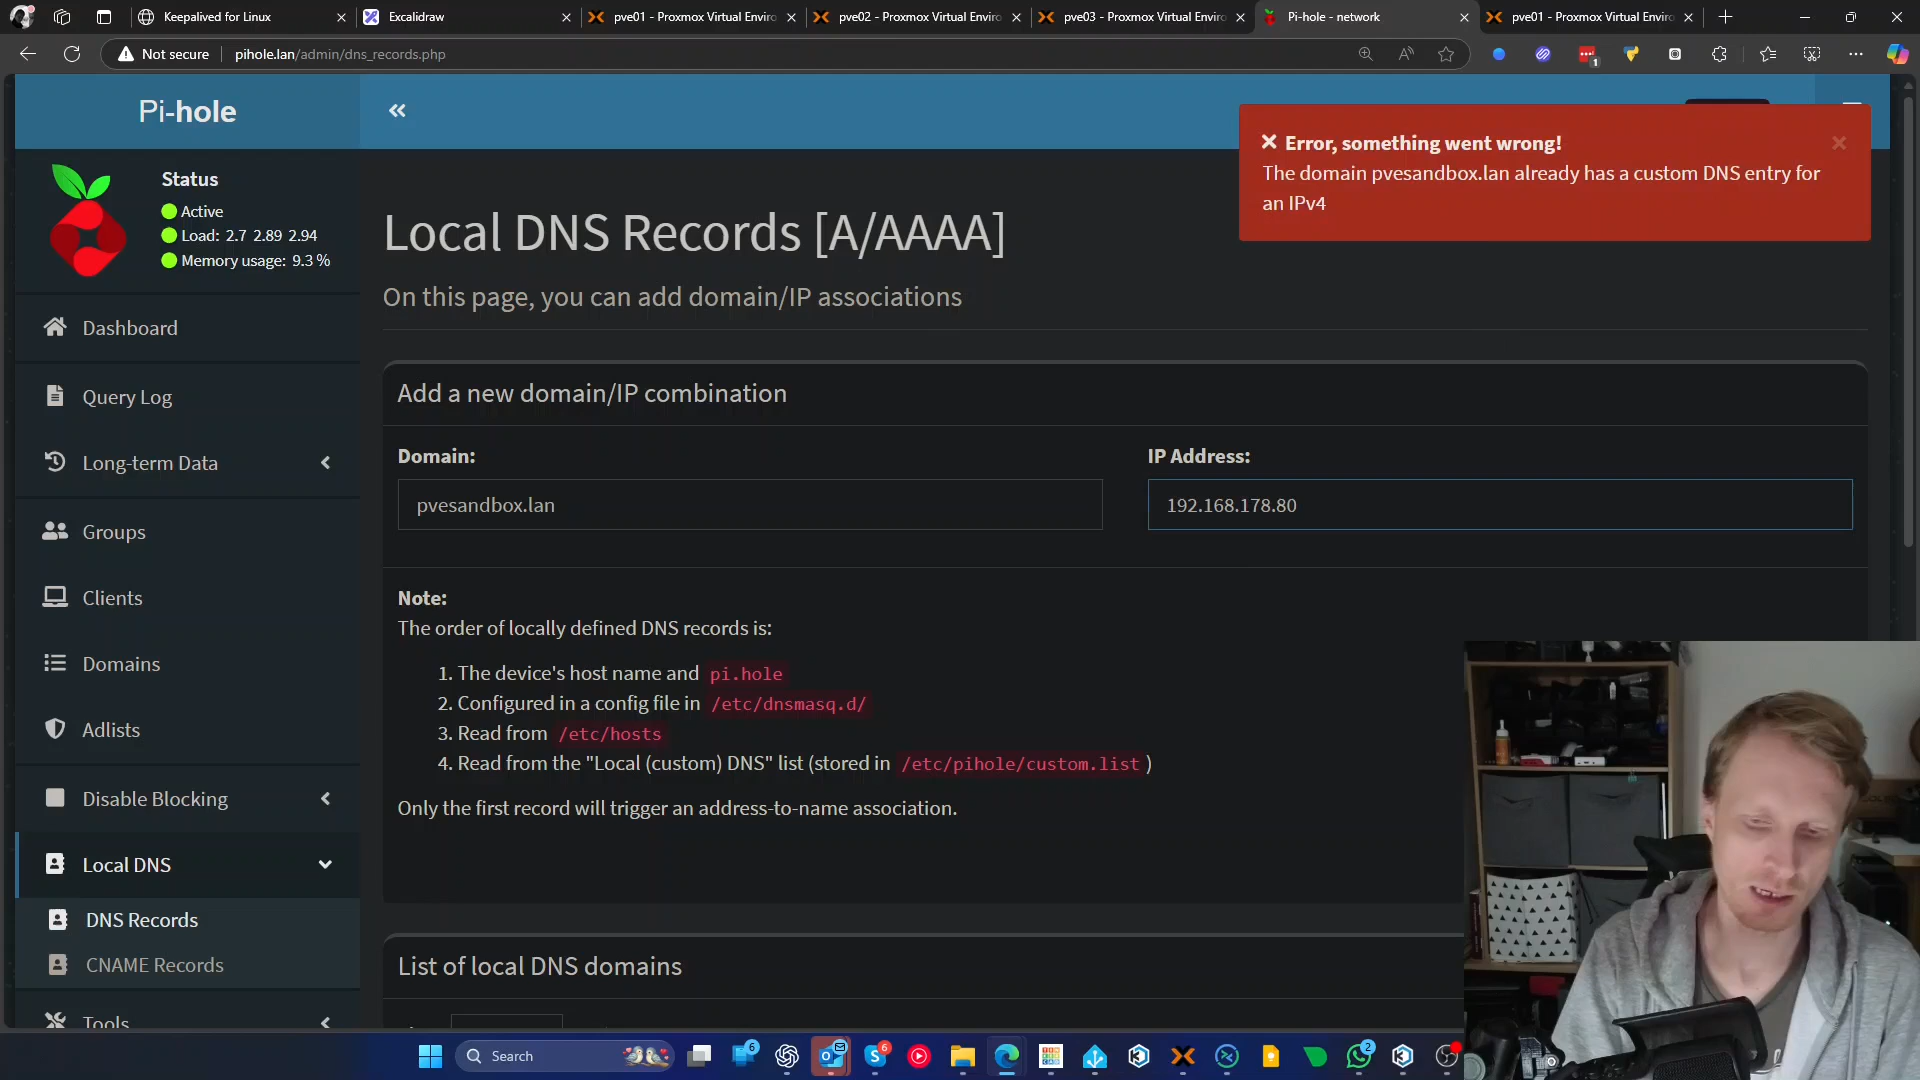 Keepalived for Linux
Excalidraw
pve01 - Proxmox Virtual Enviro
pve02 - Proxmox Virtual Enviro
pve03 - Proxmox Virtual Enviro
Pi-hole - network
pve01 - Proxmox Virtual Enviro
Not secure
pihole.lan/admin/dns_records.php
1
Pi-hole
Status
Active
Load: 2.7 2.89 2.94
Memory usage: 9.3 %
Dashboard
Query Log
Long-term Data
Groups
Clients
Domains
Adlists
Disable Blocking
Local DNS
DNS Records
CNAME Records
Tools
Error, something went wrong!
The domain pvesandbox.lan already has a custom DNS entry for
an IPv4
Local DNS Records [A/AAAA]
On this page, you can add domain/IP associations
Add a new domain/IP combination
Domain:
IP Address:
pvesandbox.lan
192.168.178.80
Note:
The order of locally defined DNS records is:
1. The device's host name and pi.hole
2. Configured in a config file in /etc/dnsmasq.d/
3. Read from /etc/hosts
4. Read from the "Local (custom) DNS" list (stored in /etc/pihole/custom.list )
Only the first record will trigger an address-to-name association.
List of local DNS domains
Search
6
6
2